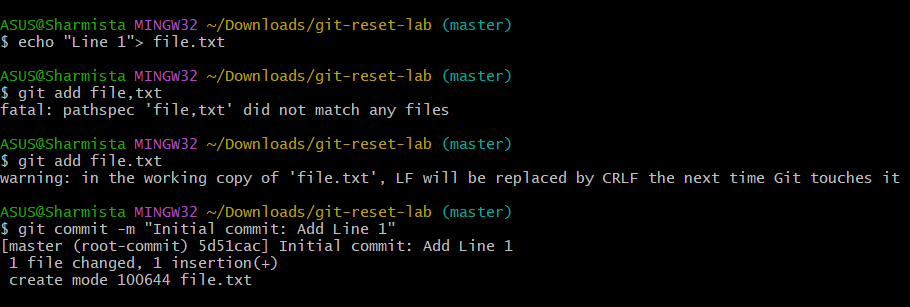 ASUS@Sharmista MINGW32 ~/Downloads/git-reset-lab (master)
$ echo "Line 1"> file.txt
ASUS@Sharmista MINGW32 ~/Downloads/git-reset-lab (master)
$ git add file,txt
fatal: pathspec 'file,txt' did not match any files
ASUS@Sharmista MINGW32 ~/Downloads/git-reset-lab (master)
$ git add file.txt
warning: in the working copy of 'file.txt', LF will be replaced by CRLF the next time Git touches it
ASUS@Sharmista MINGW32 ~/Downloads/git-reset-lab (master)
$ git commit -m "Initial commit: Add Line 1"
[master (root-commit) 5d51cac] Initial commit: Add Line 1
 1 file changed, 1 insertion(+)
 create mode 100644 file.txt